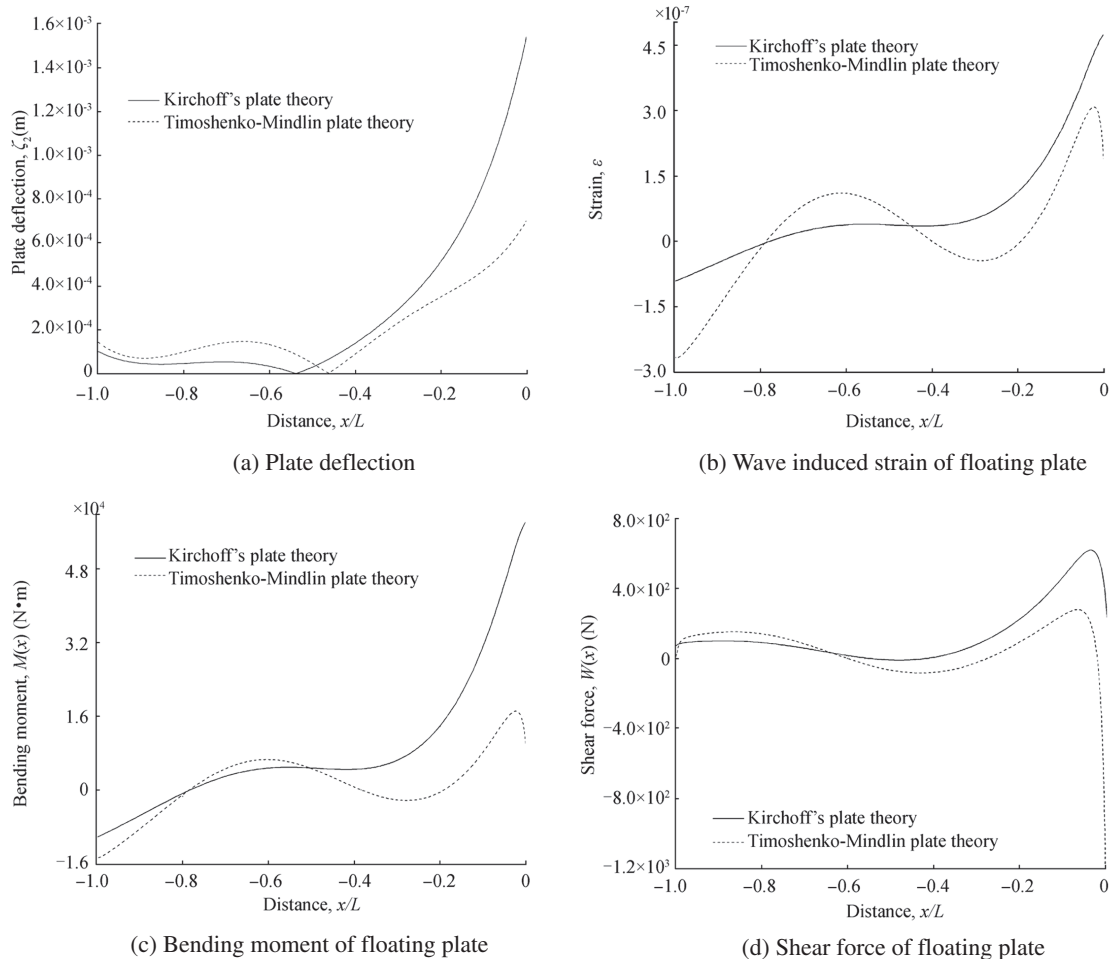 1.6×10⁻³
1.4×10⁻³
1.2×10⁻³
1.0×10⁻³
8.0×10⁻⁴
6.0×10⁻⁴
4.0×10⁻⁴
2.0×10⁻⁴
0
Plate deflection, ζ₂(m)
Kirchoff's plate theory
Timoshenko-Mindlin plate theory
−1.0 −0.8 −0.6 −0.4 −0.2 0
Distance, x/L
(a) Plate deflection
×10⁻⁷
4.5
3.0
1.5
0
−1.5
−3.0
Strain, ε
Kirchoff's plate theory
Timoshenko-Mindlin plate theory
−1.0 −0.8 −0.6 −0.4 −0.2 0
Distance, x/L
(b) Wave induced strain of floating plate
×10⁴
4.8
3.2
1.6
0
−1.6
Bending moment, M(x) (N•m)
Kirchoff's plate theory
Timoshenko-Mindlin plate theory
−1.0 −0.8 −0.6 −0.4 −0.2 0
Distance, x/L
(c) Bending moment of floating plate
8.0×10²
4.0×10²
0
−4.0×10²
−8.0×10²
−1.2×10³
Shear force, W(x) (N)
Kirchoff's plate theory
Timoshenko-Mindlin plate theory
−1.0 −0.8 −0.6 −0.4 −0.2 0
Distance, x/L
(d) Shear force of floating plate